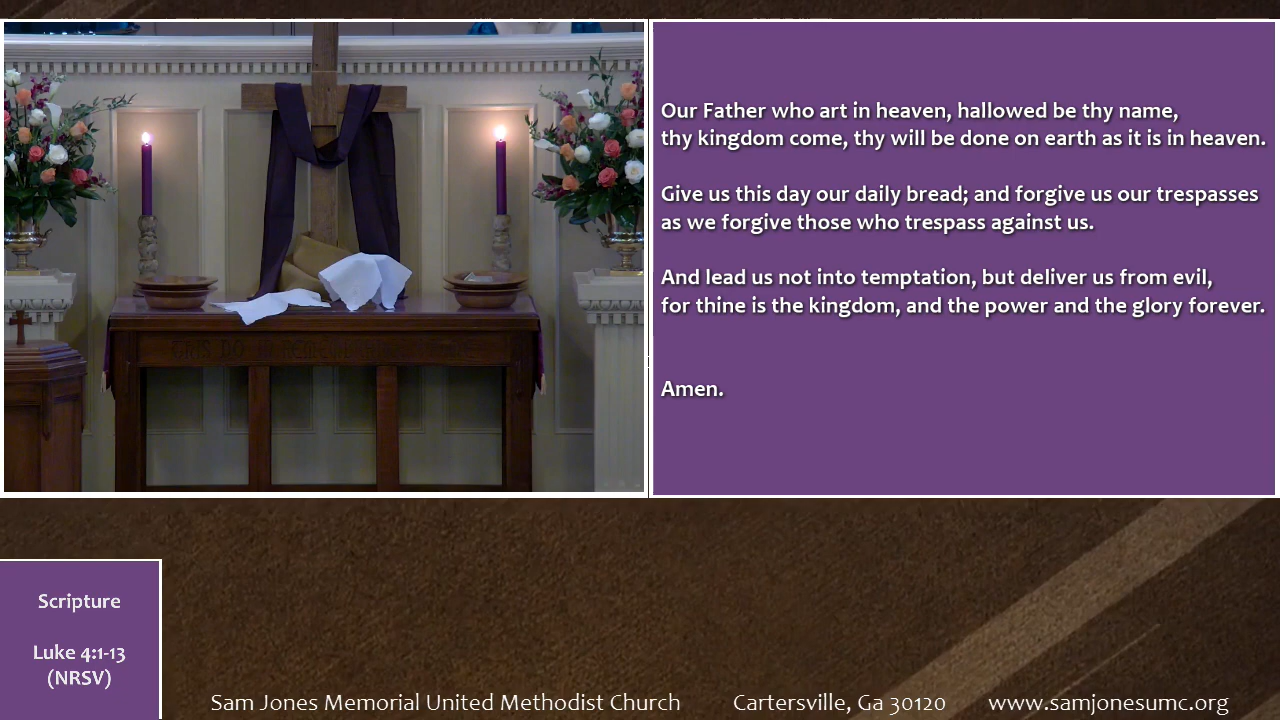 Our Father who art in heaven, hallowed be thy name,
thy kingdom come, thy will be done on earth as it is in heaven.
Give us this day our daily bread; and forgive us our trespasses
as we forgive those who trespass against us.
And lead us not into temptation, but deliver us from evil,
for thine is the kingdom, and the power and the glory forever.
Amen.
THIS DO IN REMEMBRANCE
Scripture
Luke 4:1-13
(NRSV)
Sam Jones Memorial United Methodist Church Cartersville, Ga 30120 www.samjonesumc.org